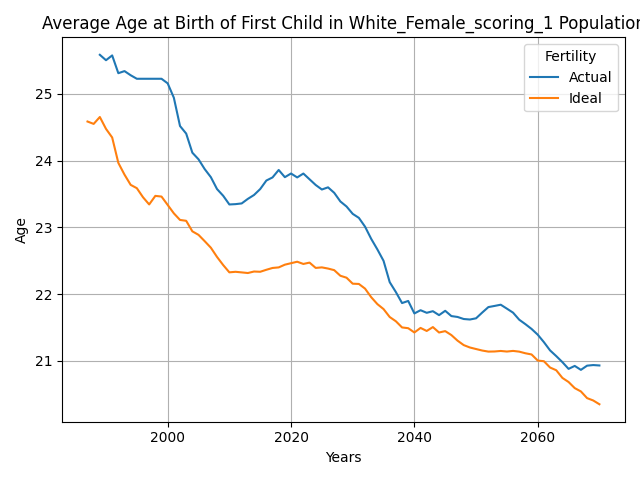 Average Age at Birth of First Child in White_Female_scoring_1 Population
Fertility
Actual
Ideal
25
24
23
22
21
Age
2000
2020
2040
2060
Years